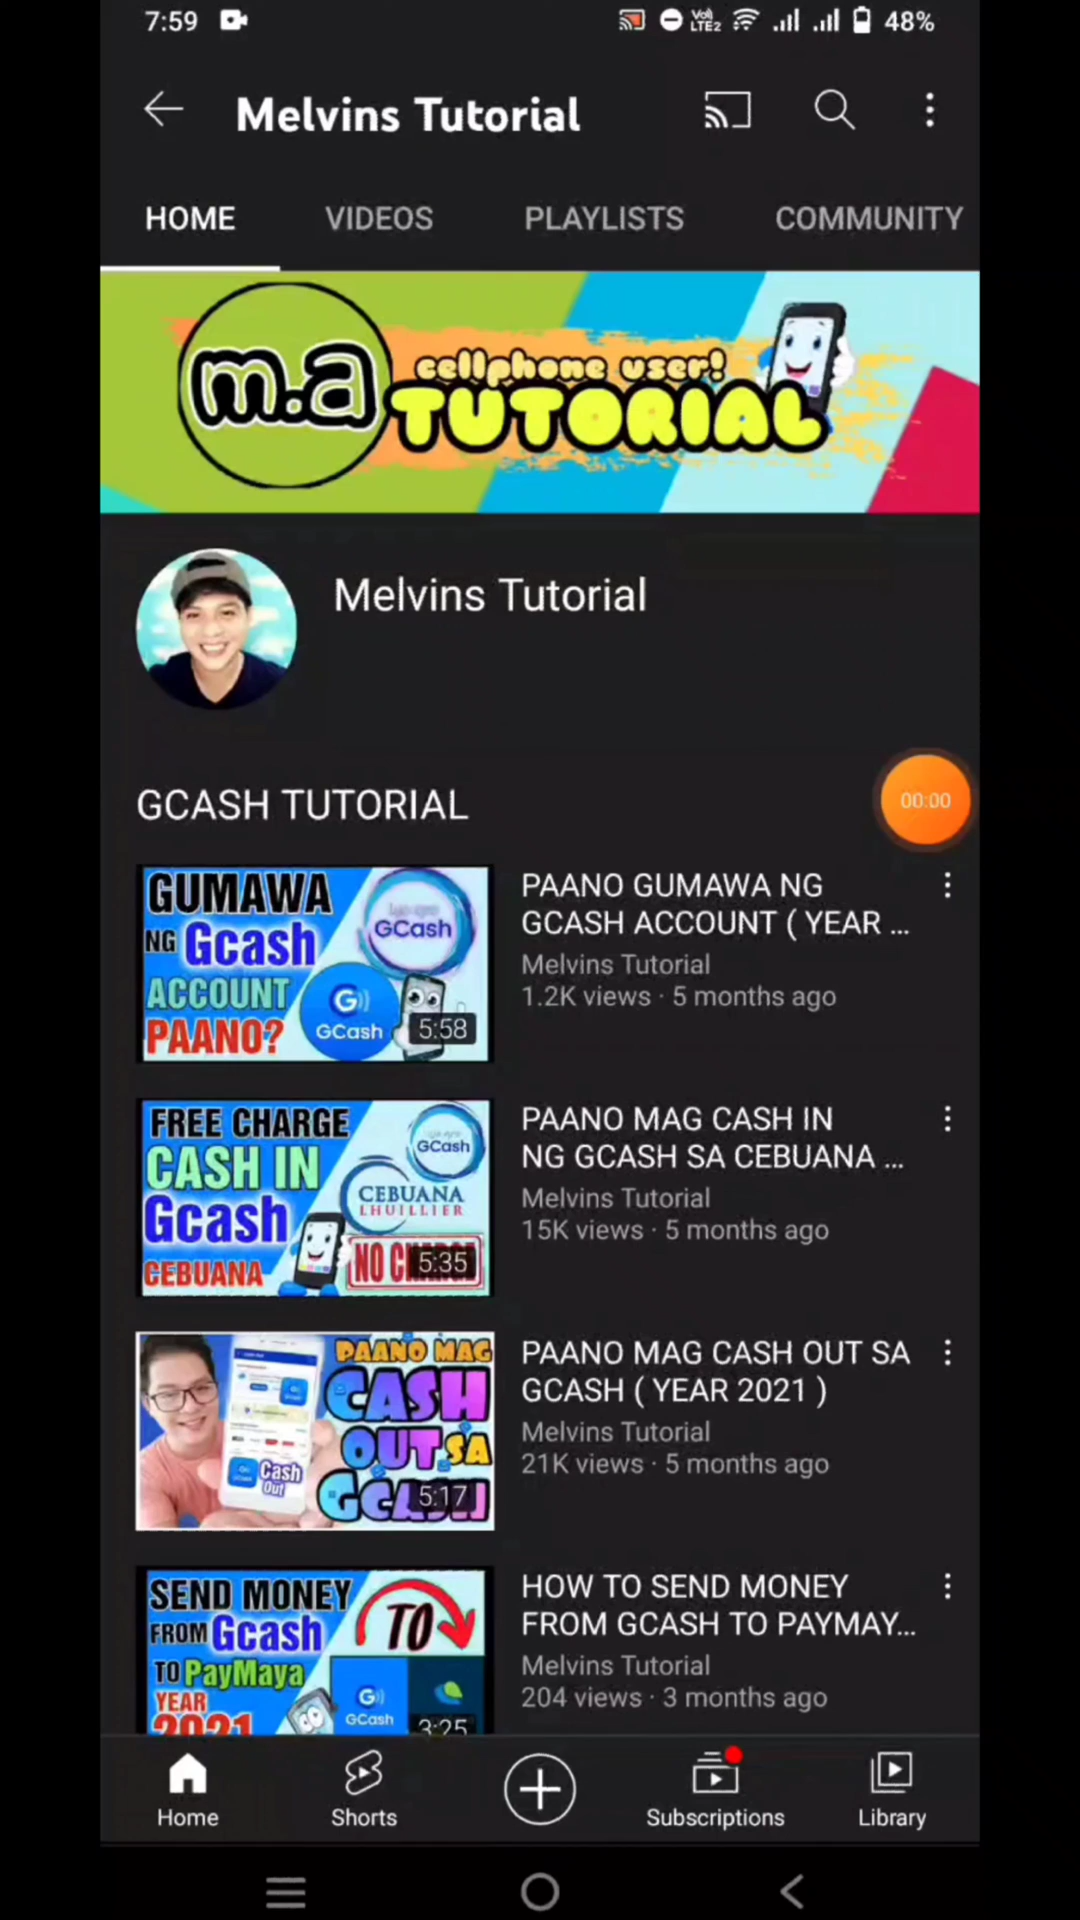 7:59
Vo)) LTE2
48%
Melvins Tutorial
HOME VIDEOS PLAYLISTS COMMUNITY
m.a
cellphone user!
TUTORIAL
Melvins Tutorial
GCASH TUTORIAL
00:00
GUMAWA
NG Gcash
ACCOUNT
PAANO?
GCash
GCash
5:58
PAANO GUMAWA NG
GCASH ACCOUNT ( YEAR ...
Melvins Tutorial
1.2K views · 5 months ago
FREE CHARGE
CASH IN
Gcash
CEBUANA
GCash
CEBUANA
LHUILLIER
5:35
PAANO MAG CASH IN
NG GCASH SA CEBUANA ...
Melvins Tutorial
15K views · 5 months ago
PAANO MAG
CASH
OUT SA
Cash
Out
5:17
PAANO MAG CASH OUT SA
GCASH ( YEAR 2021 )
Melvins Tutorial
21K views · 5 months ago
SEND MONEY
FROM Gcash
TO PayMaya
YEAR
2021
TO
GCash
3:25
HOW TO SEND MONEY
FROM GCASH TO PAYMAY...
Melvins Tutorial
204 views · 3 months ago
Home
Shorts
Subscriptions
Library